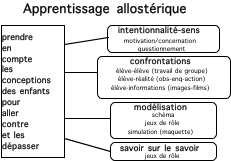 Apprentissage allostérique
prendre
en
compte
les
conceptions
des enfants
pour
aller
contre
et les
dépasser
intentionnalité-sens
motivation/concernation
questionnement
confrontations
élève-élève (travail de groupe)
élève-réalité (obs-enq-action)
élève-informations (images-films)
modélisation
schéma
jeux de rôle
simulation (maquette)
savoir sur le savoir
jeux de rôle